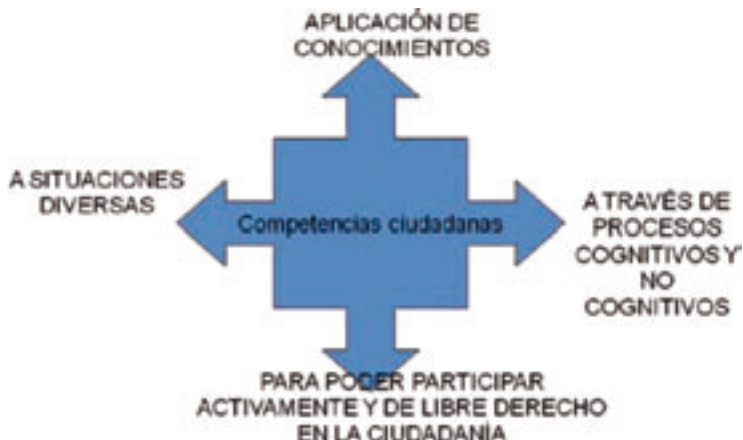 APLICACIÓN DE
CONOCIMIENTOS
A SITUACIONES
DIVERSAS
Competencias ciudadanas
A TRAVÉS DE
PROCESOS
COGNITIVOS Y
NO
COGNITIVOS
PARA PODER PARTICIPAR
ACTIVAMENTE Y DE LIBRE DERECHO
EN LA CIUDADANÍA